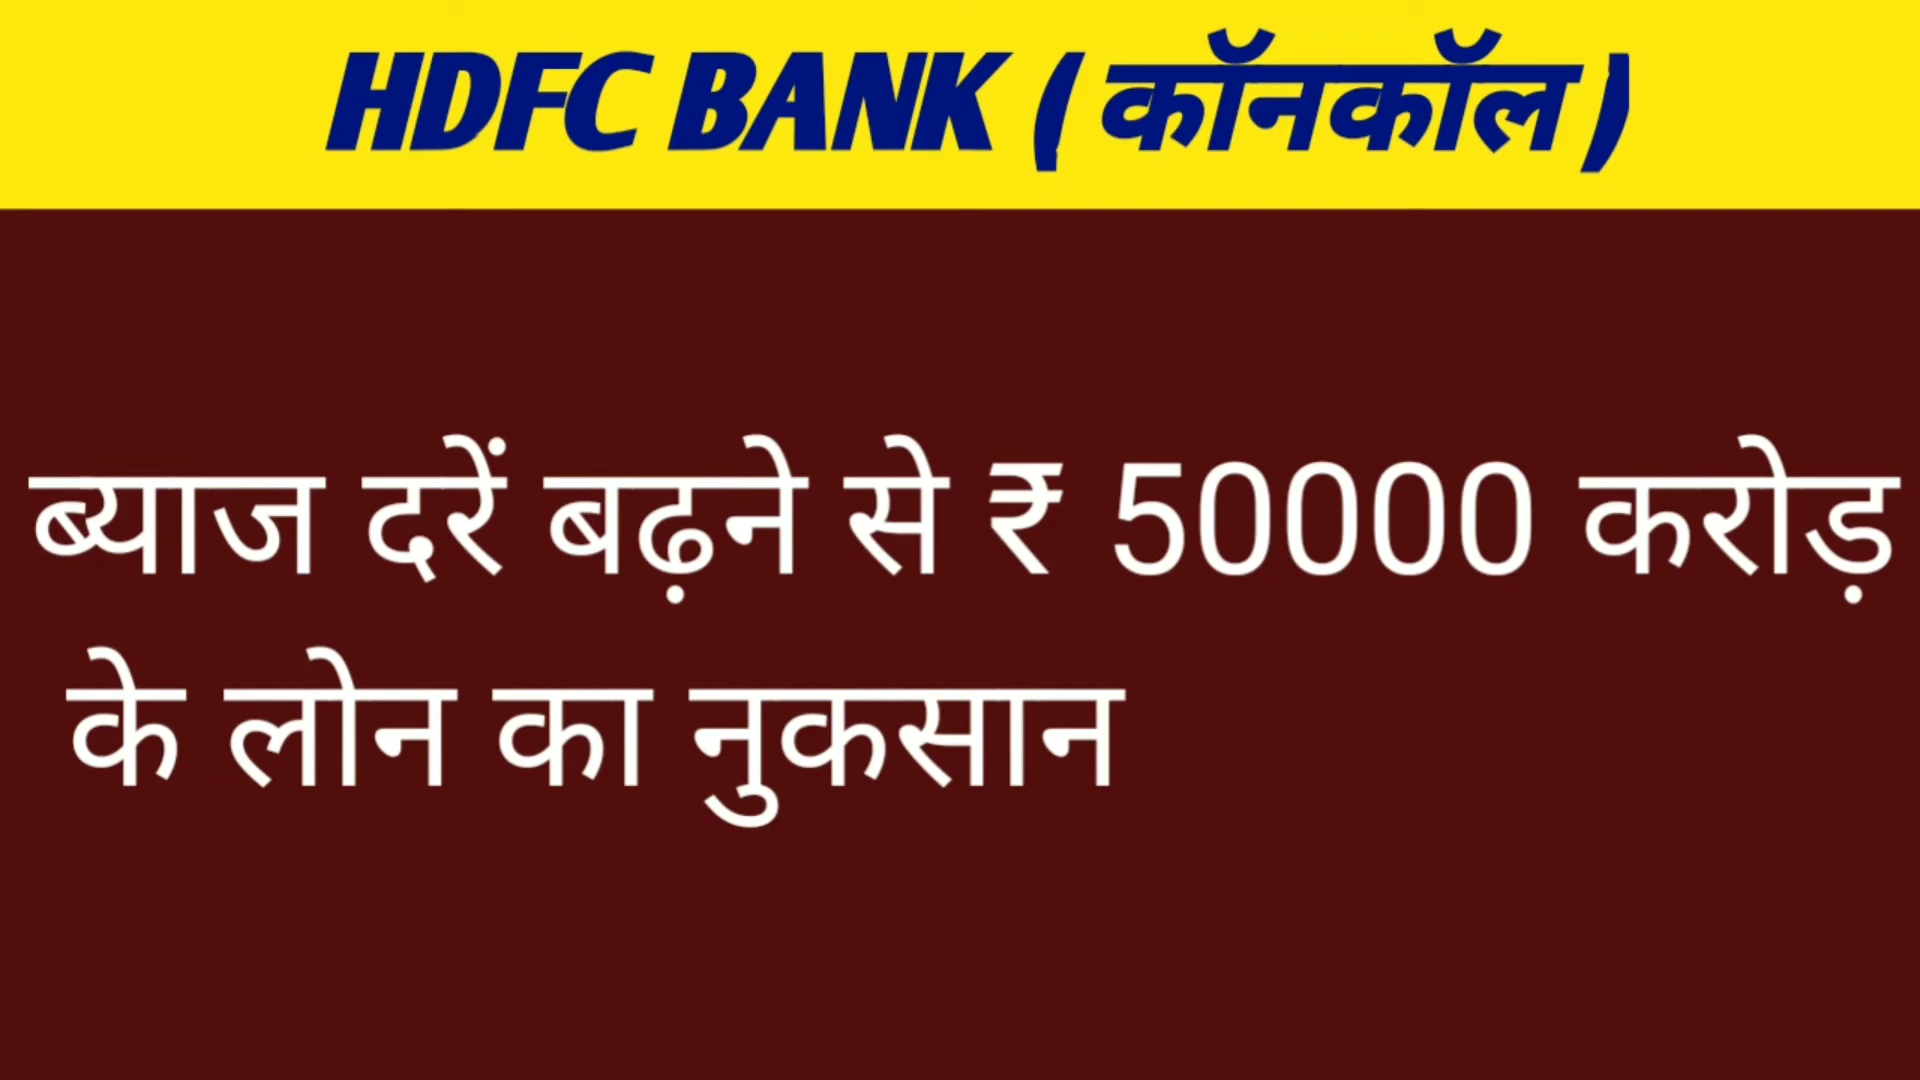 HDFC BANK ( कॉनकॉल )
ब्याज दरें बढ़ने से ₹ 50000 करोड़
के लोन का नुकसान